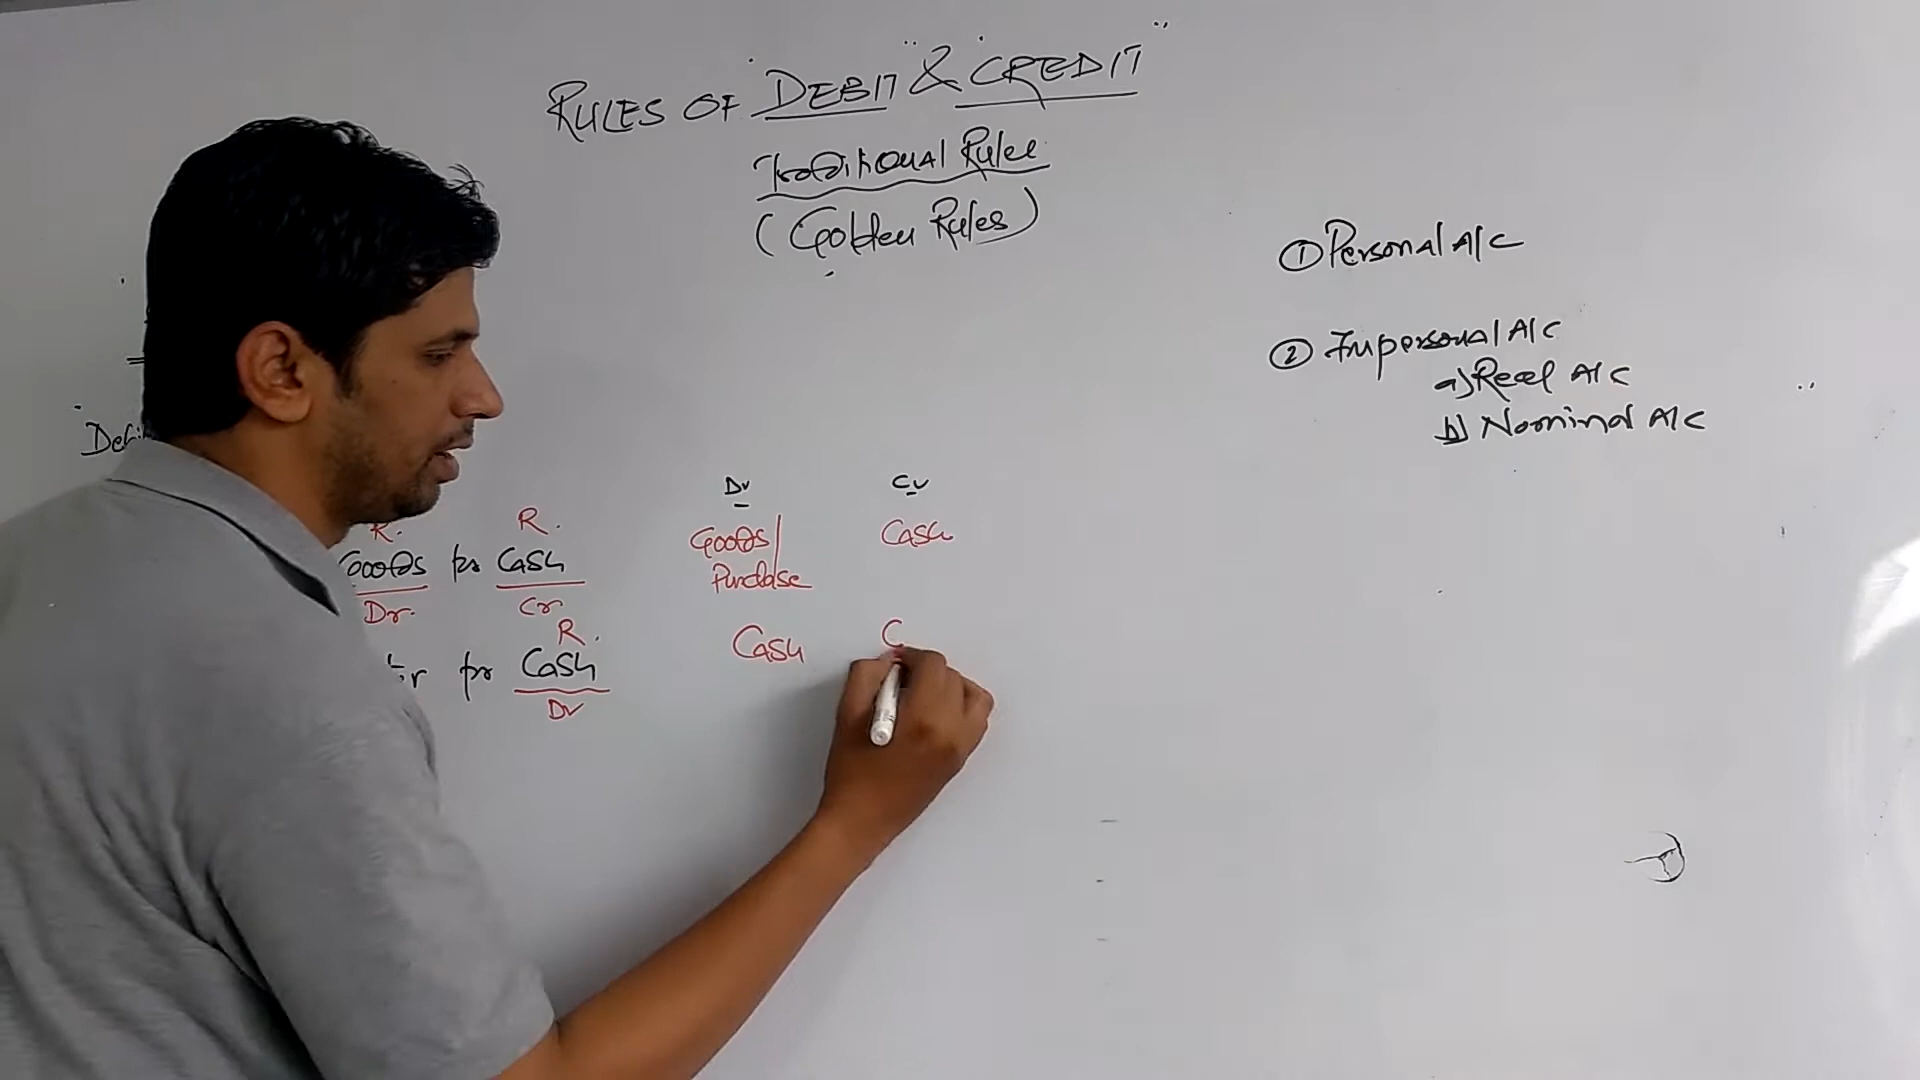 RULES OF "DEBIT" & "CREDIT"
Traditional Rules
(Golden Rules)
① Personal A/C
② Impersonal A/C
a) Real A/C
b) Nominal A/C
Dr Cr
R. R.
Goods for Cash Goods/ Cash
Dr. Cr. Purchase
R.
for Cash Cash C
Dr